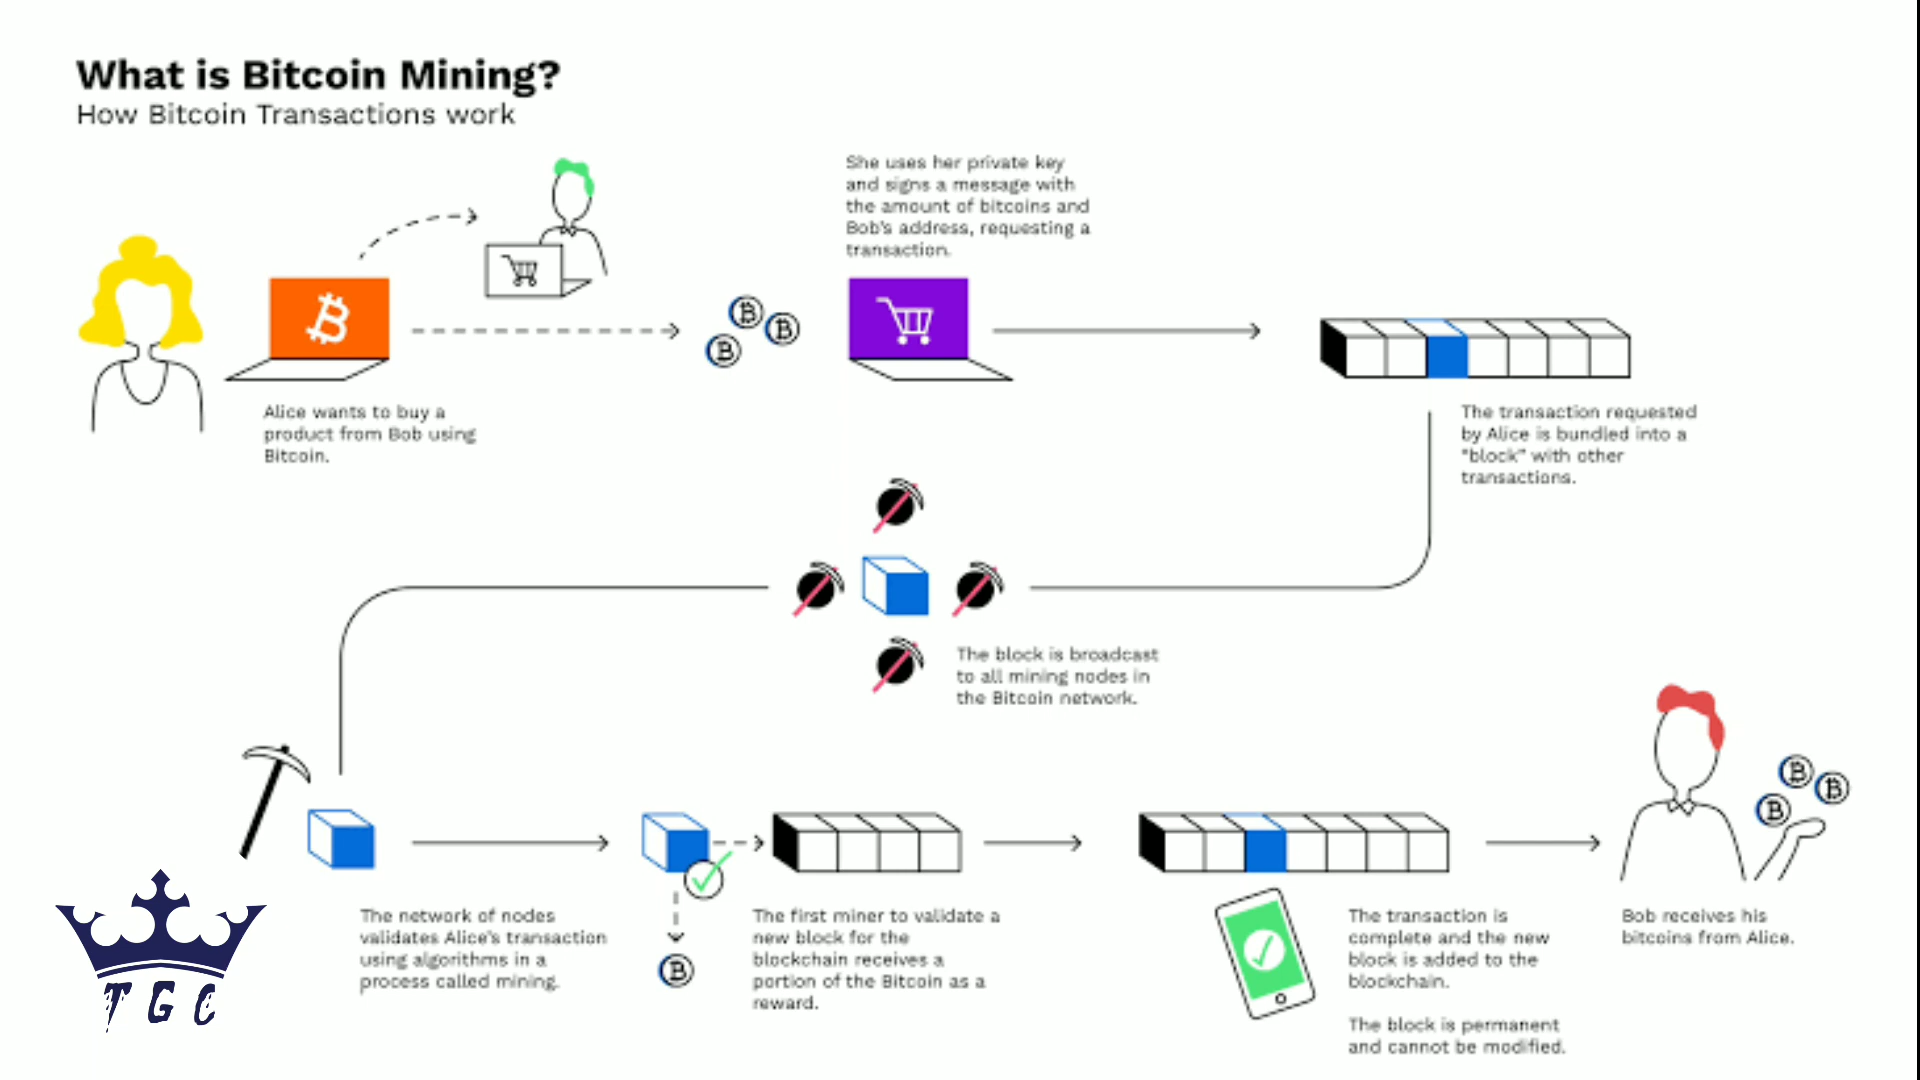 What is Bitcoin Mining?
How Bitcoin Transactions work
Alice wants to buy a
product from Bob using
Bitcoin.
She uses her private key
and signs a message with
the amount of bitcoins and
Bob's address, requesting a
transaction.
The transaction requested
by Alice is bundled into a
"block" with other
transactions.
The block is broadcast
to all mining nodes in
the Bitcoin network.
The network of nodes
validates Alice's transaction
using algorithms in a
process called mining.
The first miner to validate a
new block for the
blockchain receives a
portion of the Bitcoin as a
reward.
The transaction is
complete and the new
block is added to the
blockchain.
The block is permanent
and cannot be modified.
Bob receives his
bitcoins from Alice.
TGC